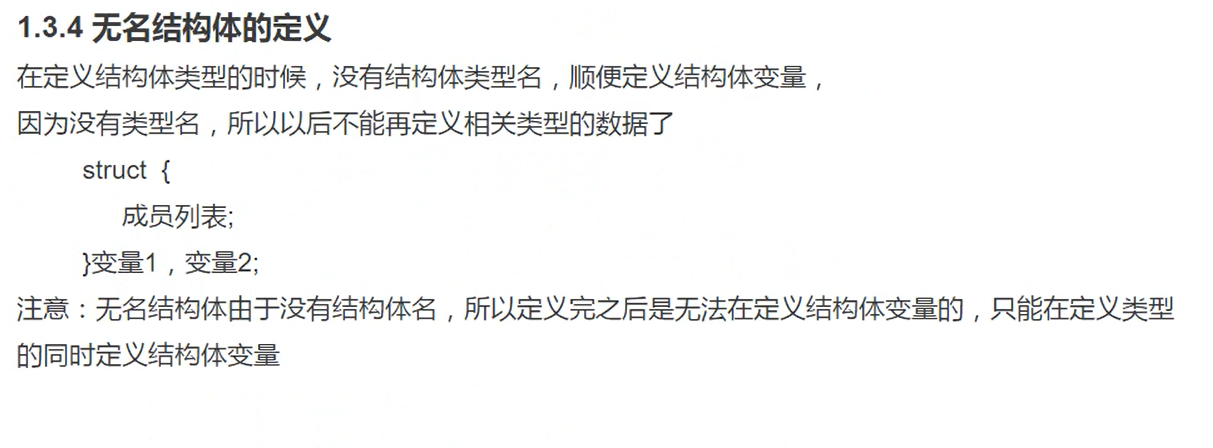 1.3.4 无名结构体的定义
在定义结构体类型的时候，没有结构体类型名，顺便定义结构体变量，
因为没有类型名，所以以后不能再定义相关类型的数据了
struct {
成员列表;
}变量1，变量2;
注意：无名结构体由于没有结构体名，所以定义完之后是无法在定义结构体变量的，只能在定义类型
的同时定义结构体变量